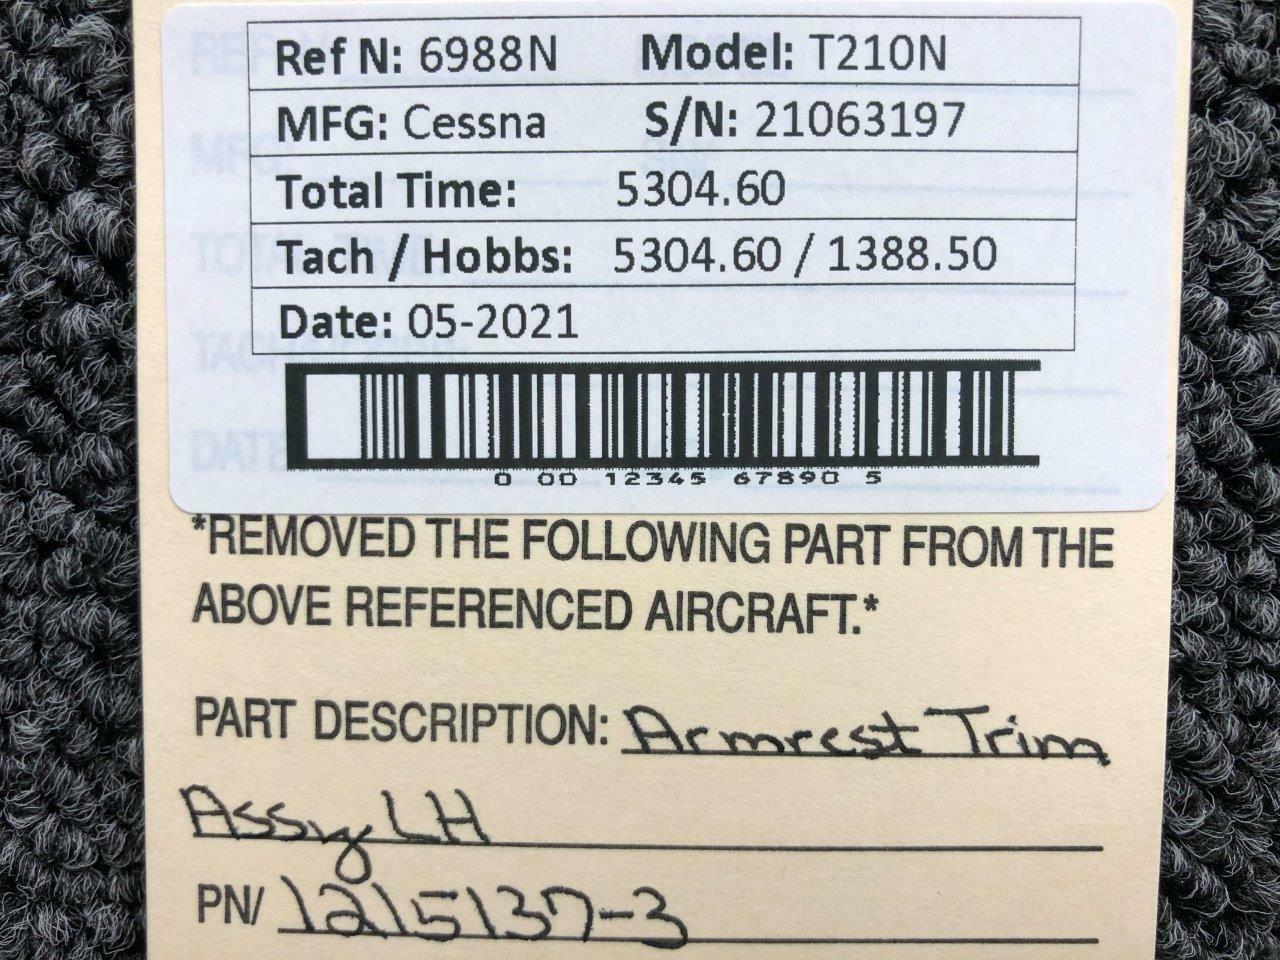 Ref N: 6988N Model: T210N
MFG: Cessna S/N: 21063197
Total Time: 5304.60
Tach / Hobbs: 5304.60 / 1388.50
Date: 05-2021
0 00 12345 67890 5
*REMOVED THE FOLLOWING PART FROM THE
ABOVE REFERENCED AIRCRAFT.*
PART DESCRIPTION: Armrest Trim
Assy LH
PN/ 1215137-3